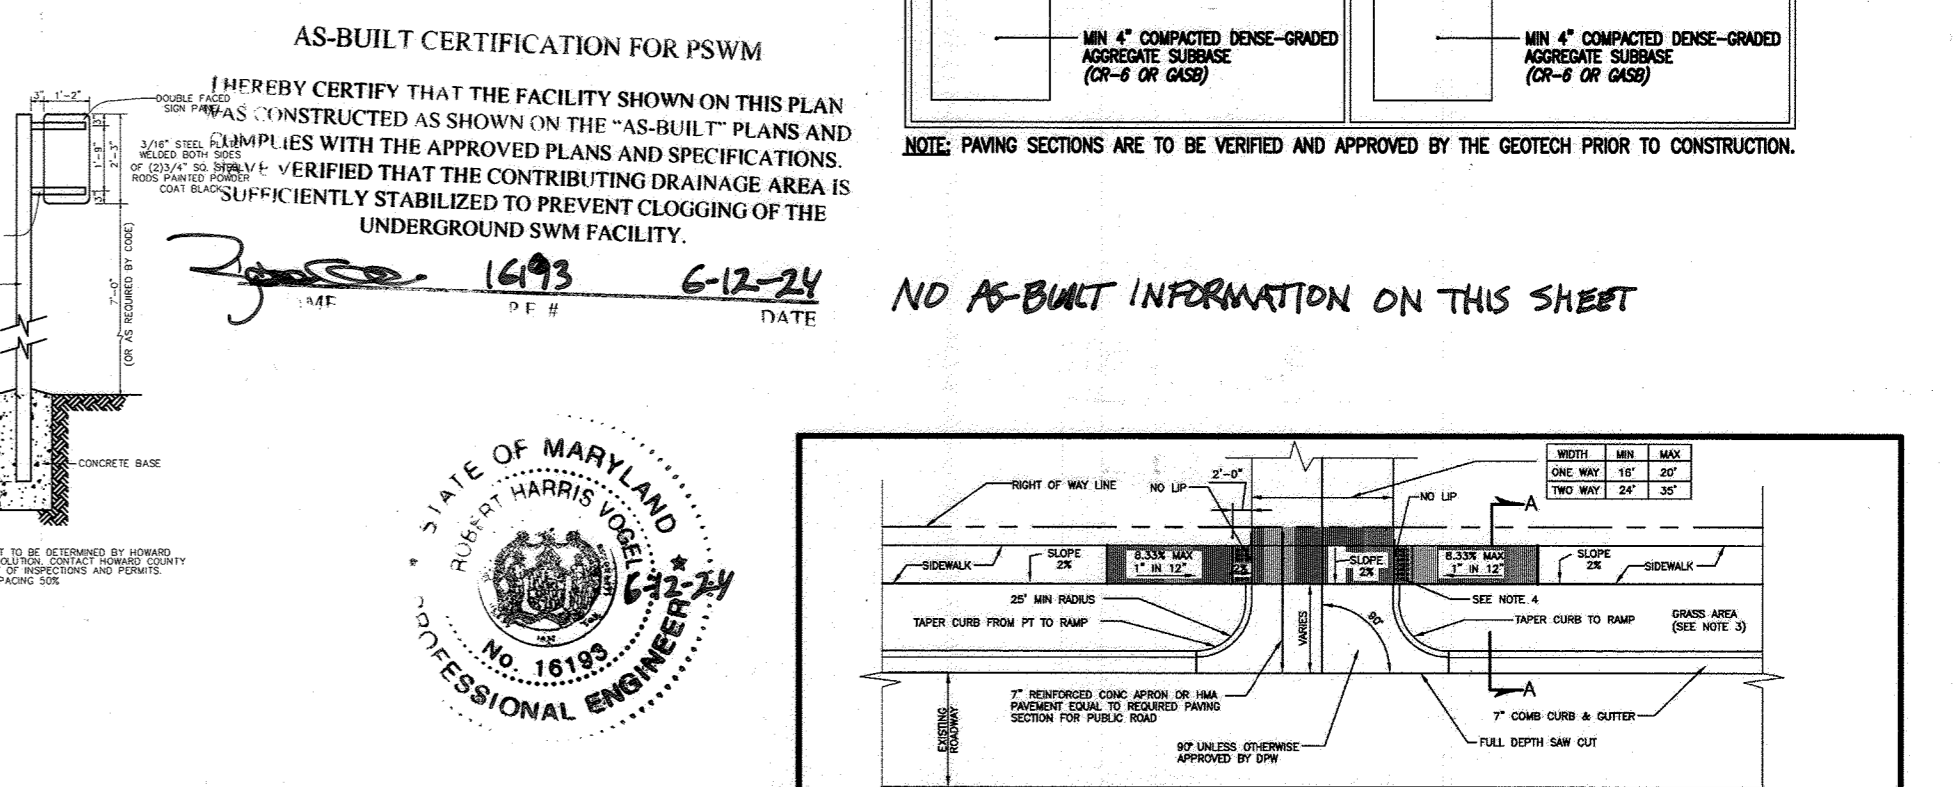 AS-BUILT CERTIFICATION FOR PSWM
I HEREBY CERTIFY THAT THE FACILITY SHOWN ON THIS PLAN
WAS CONSTRUCTED AS SHOWN ON THE "AS-BUILT" PLANS AND
COMPLIES WITH THE APPROVED PLANS AND SPECIFICATIONS.
VERIFIED THAT THE CONTRIBUTING DRAINAGE AREA IS
SUFFICIENTLY STABILIZED TO PREVENT CLOGGING OF THE
UNDERGROUND SWM FACILITY.
16193 6-12-24
P.E. # DATE
3" 1'-2"
DOUBLE FACED
SIGN PANEL
3/16" STEEL PLATE
WELDED BOTH SIDES
OF (2)3/4" SQ. STEEL
RODS PAINTED POWDER
COAT BLACK
3"
1'-9"
2'-3"
3"
7'-0"
(OR AS REQUIRED BY CODE)
CONCRETE BASE
T TO BE DETERMINED BY HOWARD
OLUTION. CONTACT HOWARD COUNTY
OF INSPECTIONS AND PERMITS.
PACING 50%
STATE OF MARYLAND
ROBERT HARRIS VOGEL
6-12-24
No. 16193
PROFESSIONAL ENGINEER
MIN 4" COMPACTED DENSE-GRADED
AGGREGATE SUBBASE
(CR-6 OR GASB)
MIN 4" COMPACTED DENSE-GRADED
AGGREGATE SUBBASE
(CR-6 OR GASB)
NOTE: PAVING SECTIONS ARE TO BE VERIFIED AND APPROVED BY THE GEOTECH PRIOR TO CONSTRUCTION.
NO AS-BUILT INFORMATION ON THIS SHEET
WIDTH MIN MAX
ONE WAY 16' 20'
TWO WAY 24' 35'
RIGHT OF WAY LINE
NO LIP
2'-0"
NO LIP
A
SIDEWALK
SLOPE
2%
8.33% MAX
1" IN 12"
2%
SLOPE
2%
8.33% MAX
1" IN 12"
SLOPE
2%
SIDEWALK
25' MIN RADIUS
SEE NOTE 4
TAPER CURB FROM PT TO RAMP
VARIES
90°
TAPER CURB TO RAMP
GRASS AREA
(SEE NOTE 3)
7" REINFORCED CONC APRON OR HMA
PAVEMENT EQUAL TO REQUIRED PAVING
SECTION FOR PUBLIC ROAD
A
7" COMB CURB & GUTTER
EXISTING
ROADWAY
90° UNLESS OTHERWISE
APPROVED BY DPW
FULL DEPTH SAW CUT